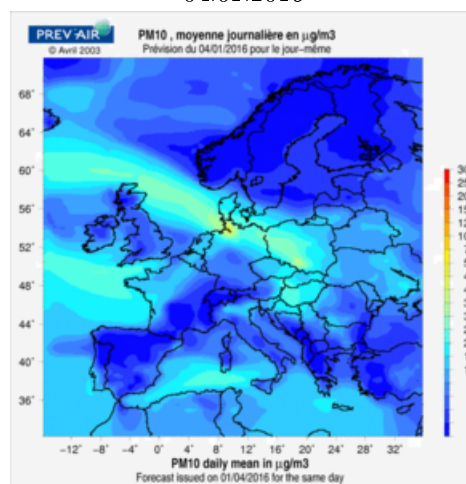 PREV'AIR
© Avril 2003
PM10 , moyenne journalière en µg/m3
Prévision du 04/01/2016 pour le jour−même
68°
64°
60°
56°
52°
48°
44°
40°
36°
−12° −8° −4° 0° 4° 8° 12° 16° 20° 24° 28° 32°
PM10 daily mean in µg/m3
Forecast issued on 01/04/2016 for the same day